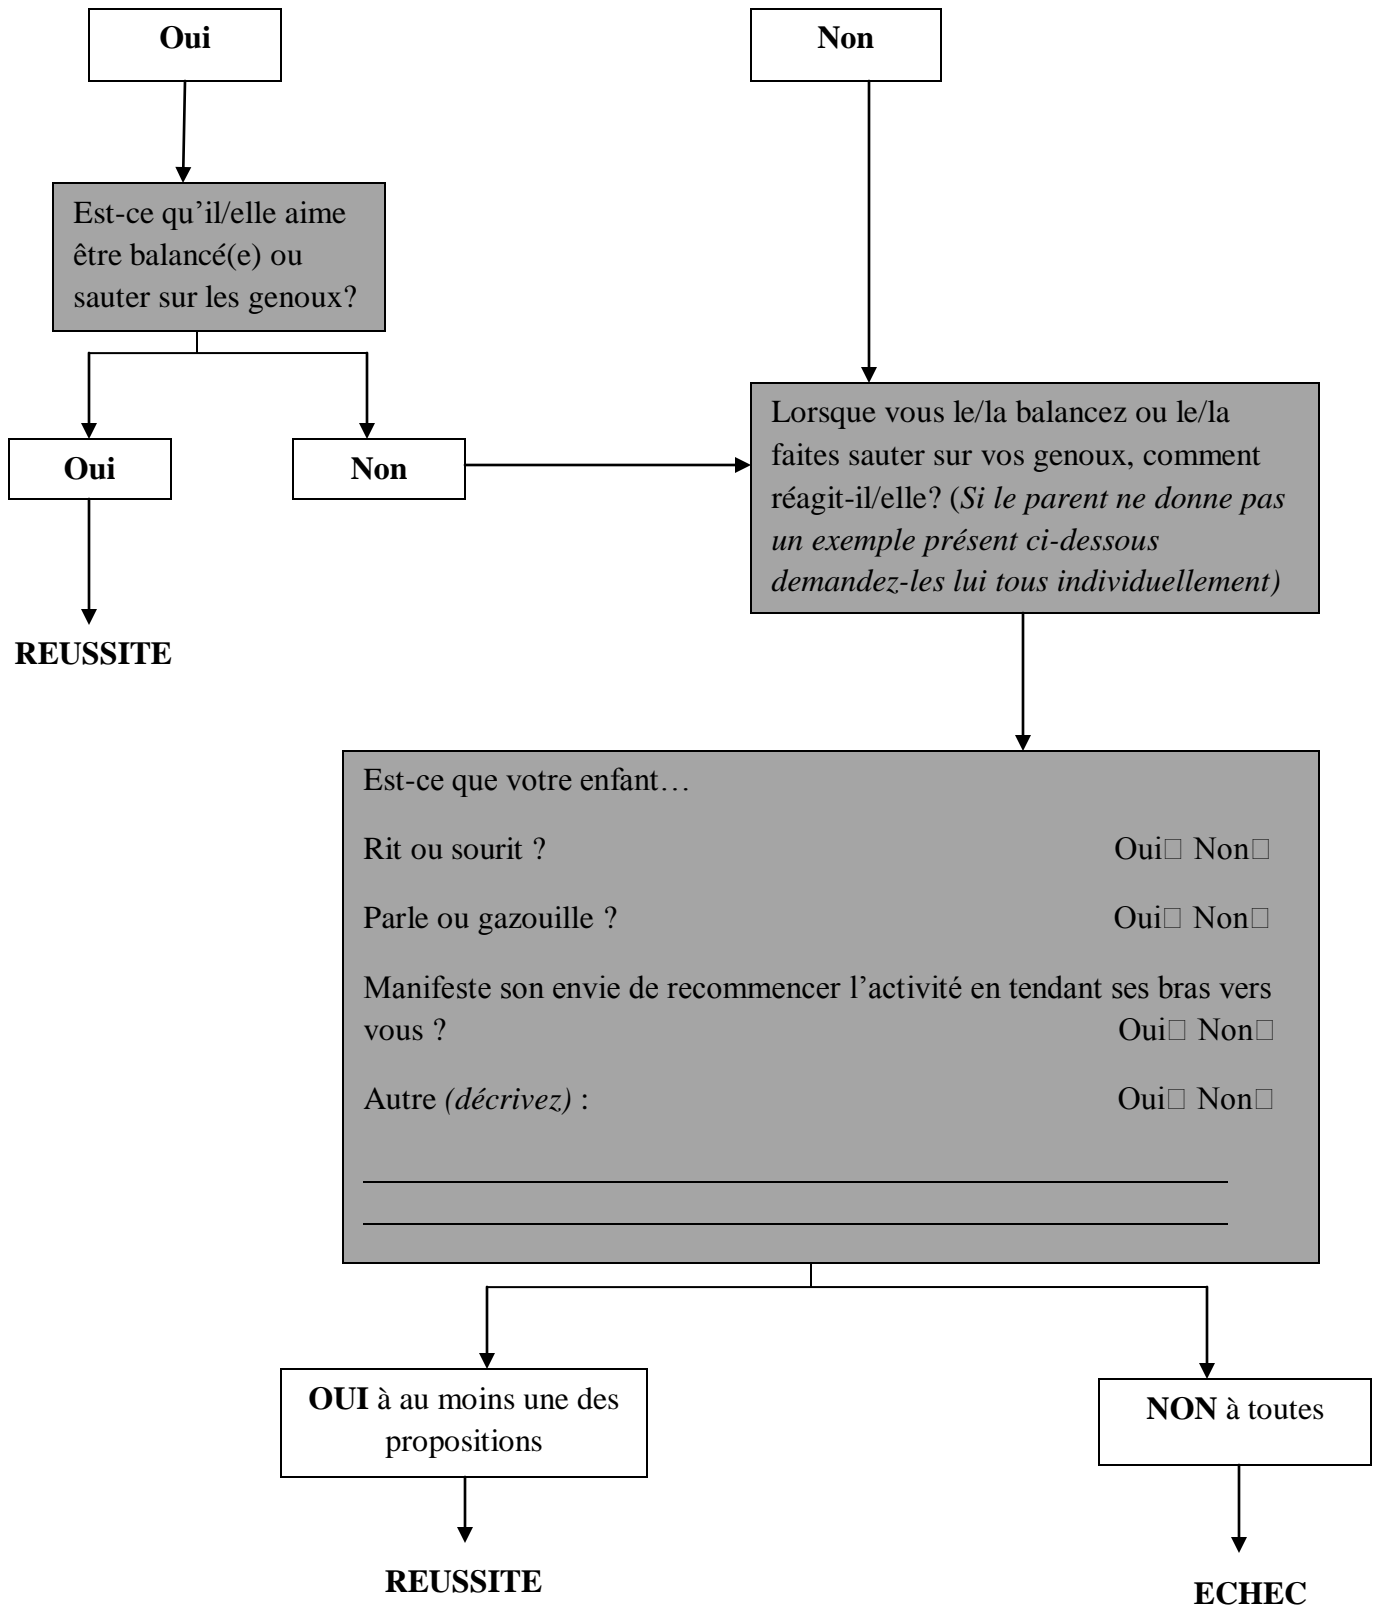 Oui
Non
Est-ce qu’il/elle aime
être balancé(e) ou
sauter sur les genoux?
Oui
Non
Lorsque vous le/la balancez ou le/la
faites sauter sur vos genoux, comment
réagit-il/elle? (Si le parent ne donne pas
un exemple présent ci-dessous
demandez-les lui tous individuellement)
REUSSITE
Est-ce que votre enfant…
Rit ou sourit ? Oui□ Non□
Parle ou gazouille ? Oui□ Non□
Manifeste son envie de recommencer l’activité en tendant ses bras vers
vous ? Oui□ Non□
Autre (décrivez) : Oui□ Non□
OUI à au moins une des
propositions
NON à toutes
REUSSITE
ECHEC